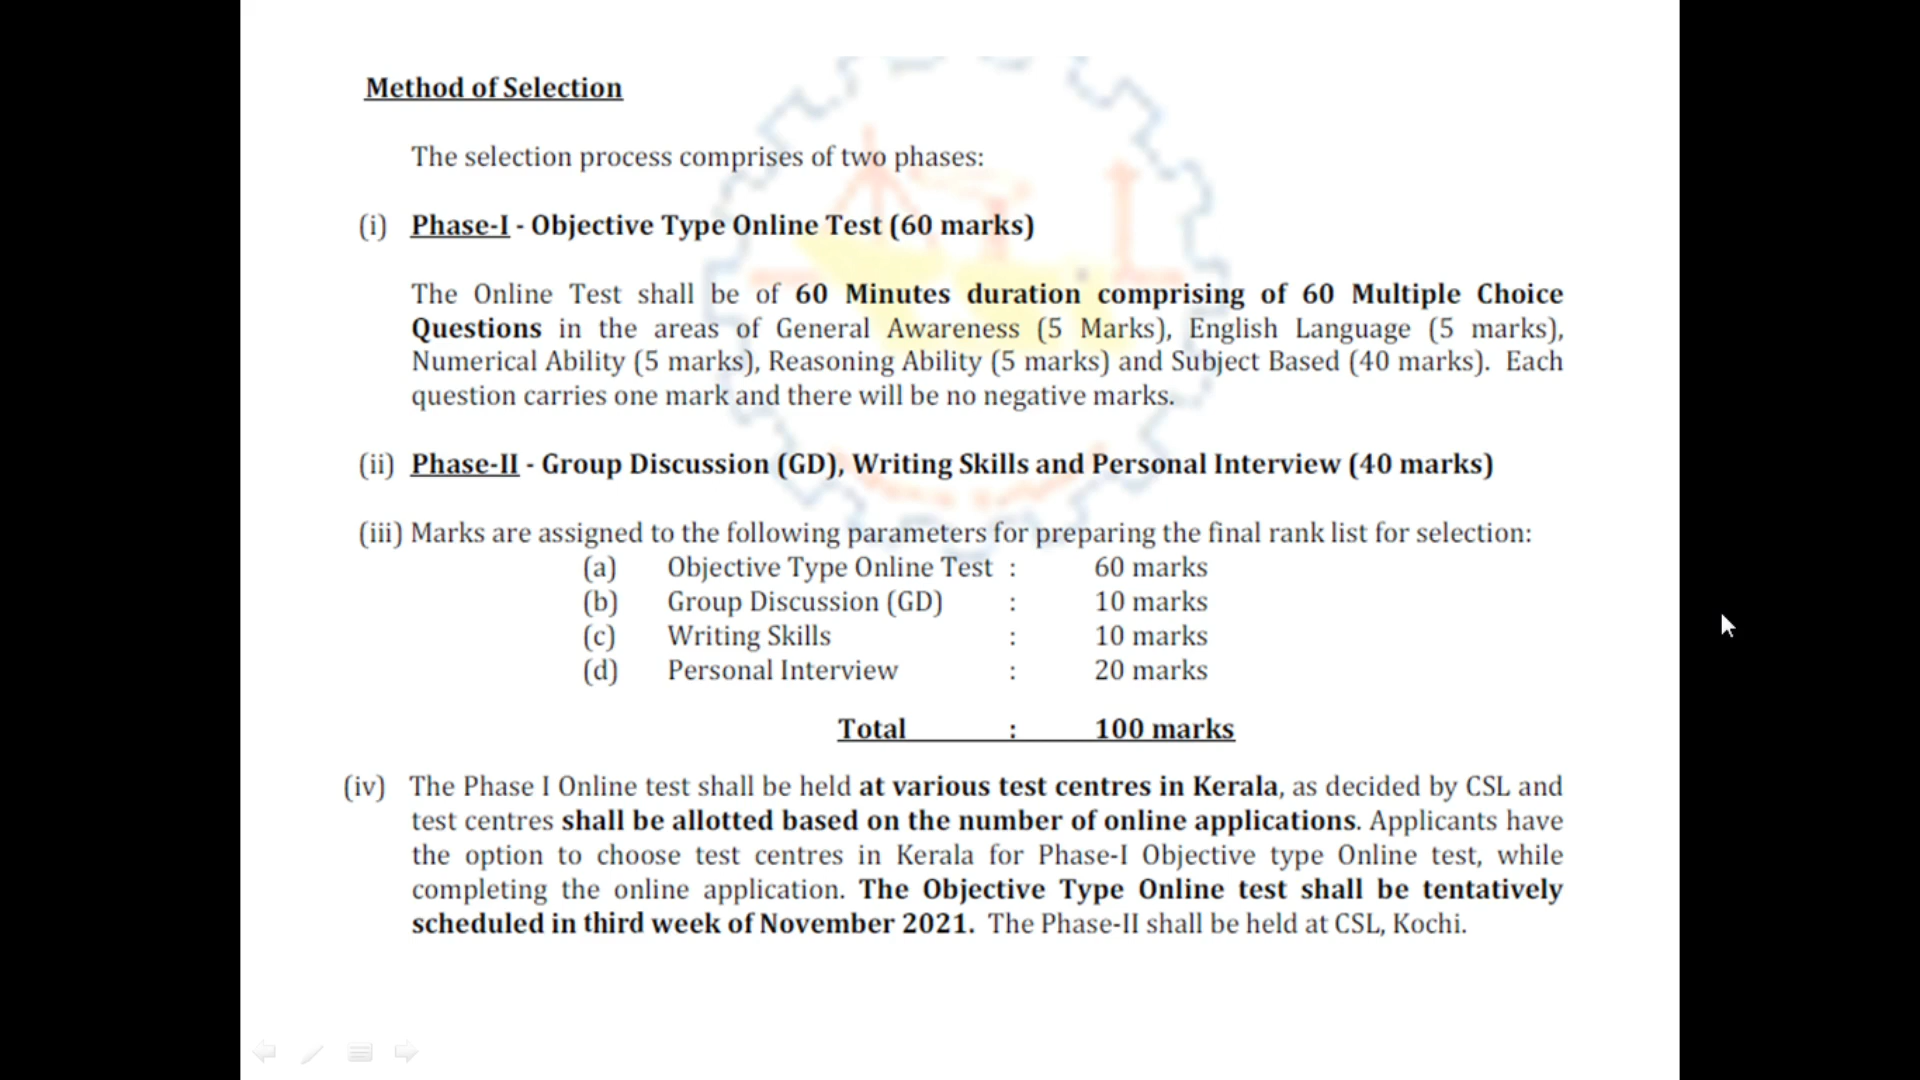 Method of Selection
The selection process comprises of two phases:
(i) Phase-I - Objective Type Online Test (60 marks)
The Online Test shall be of 60 Minutes duration comprising of 60 Multiple Choice
Questions in the areas of General Awareness (5 Marks), English Language (5 marks),
Numerical Ability (5 marks), Reasoning Ability (5 marks) and Subject Based (40 marks). Each
question carries one mark and there will be no negative marks.
(ii) Phase-II - Group Discussion (GD), Writing Skills and Personal Interview (40 marks)
(iii) Marks are assigned to the following parameters for preparing the final rank list for selection:
(a) Objective Type Online Test : 60 marks
(b) Group Discussion (GD) : 10 marks
(c) Writing Skills : 10 marks
(d) Personal Interview : 20 marks
Total : 100 marks
(iv) The Phase I Online test shall be held at various test centres in Kerala, as decided by CSL and
test centres shall be allotted based on the number of online applications. Applicants have
the option to choose test centres in Kerala for Phase-I Objective type Online test, while
completing the online application. The Objective Type Online test shall be tentatively
scheduled in third week of November 2021. The Phase-II shall be held at CSL, Kochi.